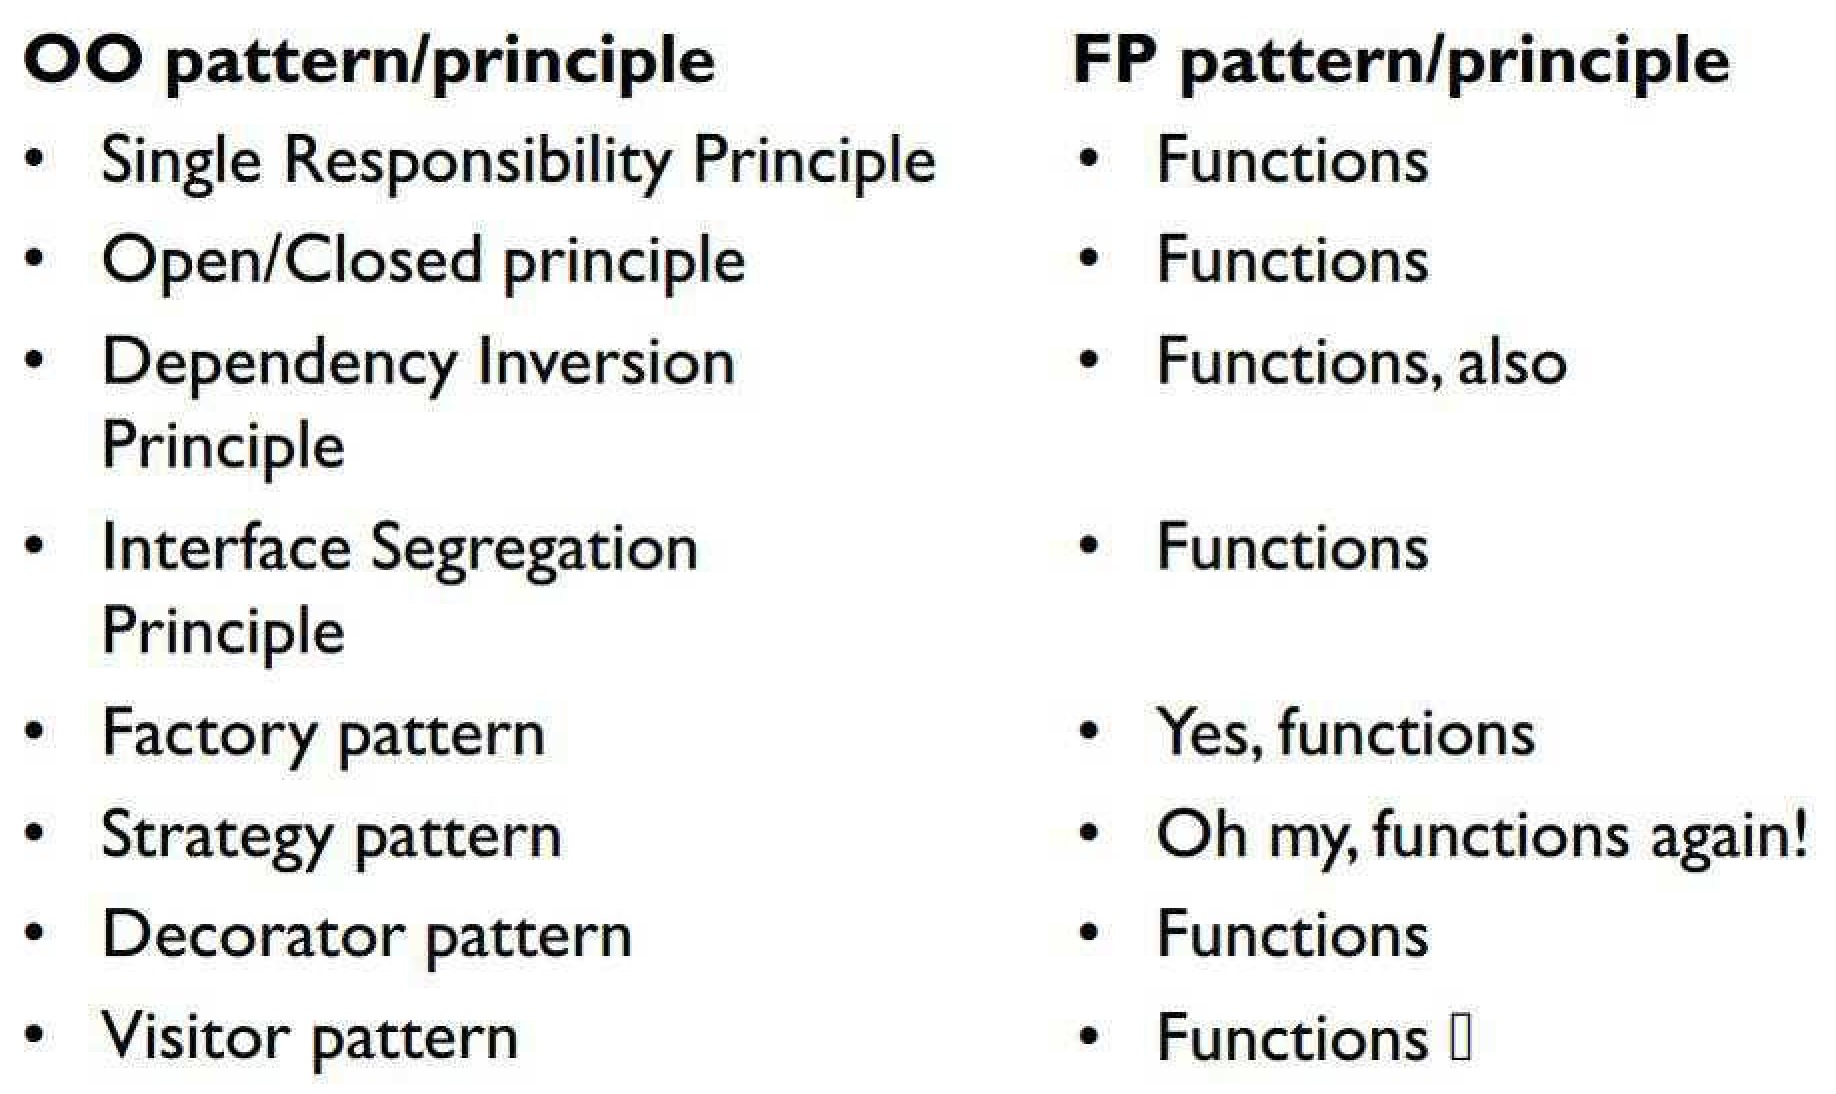 OO pattern/principle
• Single Responsibility Principle
• Open/Closed principle
• Dependency Inversion
Principle
• Interface Segregation
Principle
• Factory pattern
• Strategy pattern
• Decorator pattern
• Visitor pattern
FP pattern/principle
• Functions
• Functions
• Functions, also
• Functions
• Yes, functions
• Oh my, functions again!
• Functions
• Functions ▯